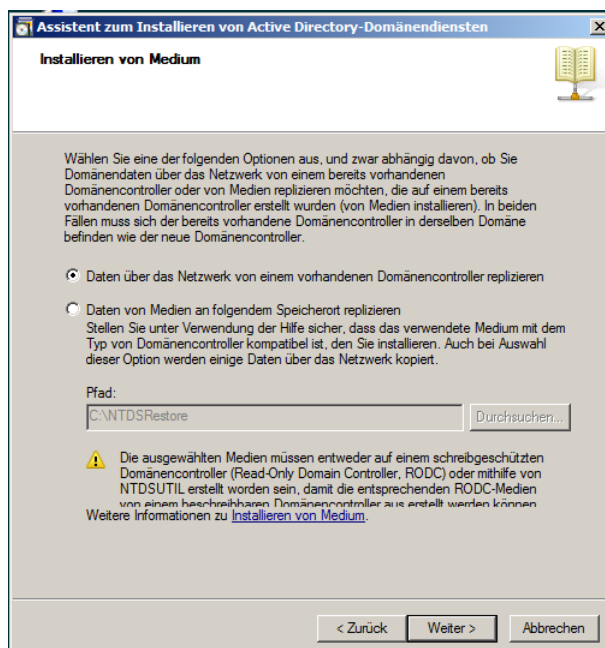 Assistent zum Installieren von Active Directory-Domänendiensten
Installieren von Medium
Wählen Sie eine der folgenden Optionen aus, und zwar abhängig davon, ob Sie
Domänendaten über das Netzwerk von einem bereits vorhandenen
Domänencontroller oder von Medien replizieren möchten, die auf einem bereits
vorhandenen Domänencontroller erstellt wurden (von Medien installieren). In beiden
Fällen muss sich der bereits vorhandene Domänencontroller in derselben Domäne
befinden wie der neue Domänencontroller.
Daten über das Netzwerk von einem vorhandenen Domänencontroller replizieren
Daten von Medien an folgendem Speicherort replizieren
Stellen Sie unter Verwendung der Hilfe sicher, dass das verwendete Medium mit dem
Typ von Domänencontroller kompatibel ist, den Sie installieren. Auch bei Auswahl
dieser Option werden einige Daten über das Netzwerk kopiert.
Pfad:
C:\NTDSRestore
Durchsuchen...
Die ausgewählten Medien müssen entweder auf einem schreibgeschützten
Domänencontroller (Read-Only Domain Controller, RODC) oder mithilfe von
NTDSUTIL erstellt worden sein, damit die entsprechenden RODC-Medien
von einem beschreibbaren Domänencontroller aus erstellt werden können
Weitere Informationen zu Installieren von Medium.
< Zurück
Weiter >
Abbrechen